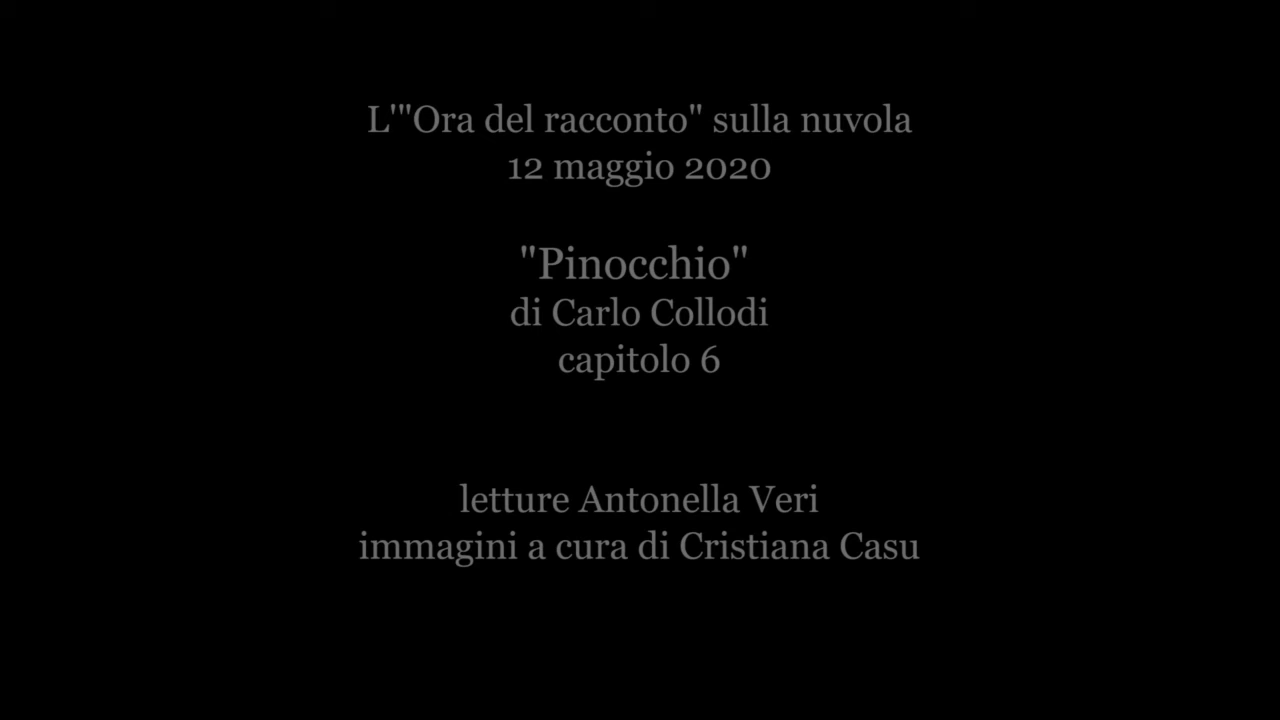 L'"Ora del racconto" sulla nuvola
12 maggio 2020
"Pinocchio"
di Carlo Collodi
capitolo 6
letture Antonella Veri
immagini a cura di Cristiana Casu